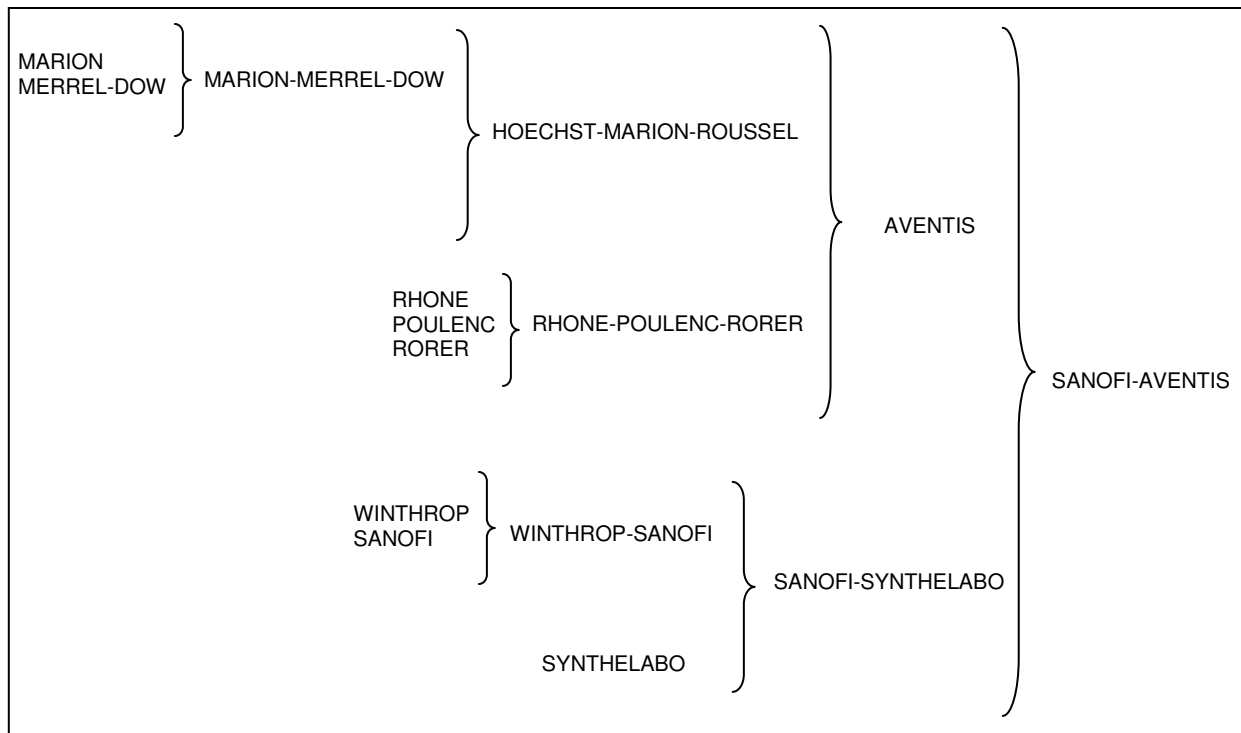 MARION
MERREL-DOW
MARION-MERREL-DOW
HOECHST-MARION-ROUSSEL
AVENTIS
RHONE
POULENC
RORER
RHONE-POULENC-RORER
SANOFI-AVENTIS
WINTHROP
SANOFI
WINTHROP-SANOFI
SANOFI-SYNTHELABO
SYNTHELABO